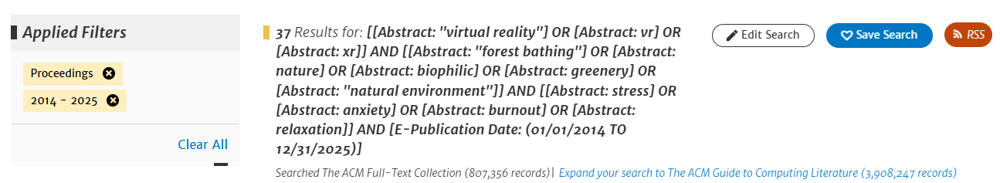 Applied Filters
Proceedings
2014 - 2025
Clear All
37 Results for: [[Abstract: "virtual reality"] OR [Abstract: vr] OR
[Abstract: xr]] AND [[Abstract: "forest bathing"] OR [Abstract:
nature] OR [Abstract: biophilic] OR [Abstract: greenery] OR
[Abstract: "natural environment"]] AND [[Abstract: stress] OR
[Abstract: anxiety] OR [Abstract: burnout] OR [Abstract:
relaxation]] AND [E-Publication Date: (01/01/2014 TO
12/31/2025)]
Edit Search
Save Search
RSS
Searched The ACM Full-Text Collection (807,356 records)| Expand your search to The ACM Guide to Computing Literature (3,908,247 records)